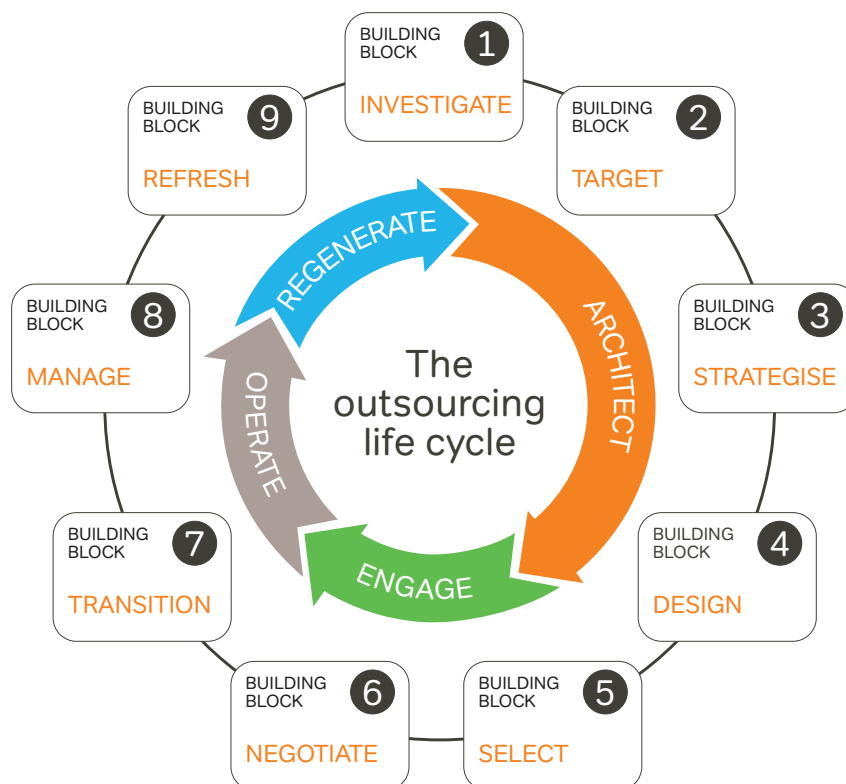 BUILDING
BLOCK
1
INVESTIGATE
BUILDING
BLOCK
2
TARGET
BUILDING
BLOCK
3
STRATEGISE
BUILDING
BLOCK
4
DESIGN
BUILDING
BLOCK
5
SELECT
BUILDING
BLOCK
6
NEGOTIATE
BUILDING
BLOCK
7
TRANSITION
BUILDING
BLOCK
8
MANAGE
BUILDING
BLOCK
9
REFRESH
ARCHITECT
ENGAGE
OPERATE
REGENERATE
The
outsourcing
life cycle